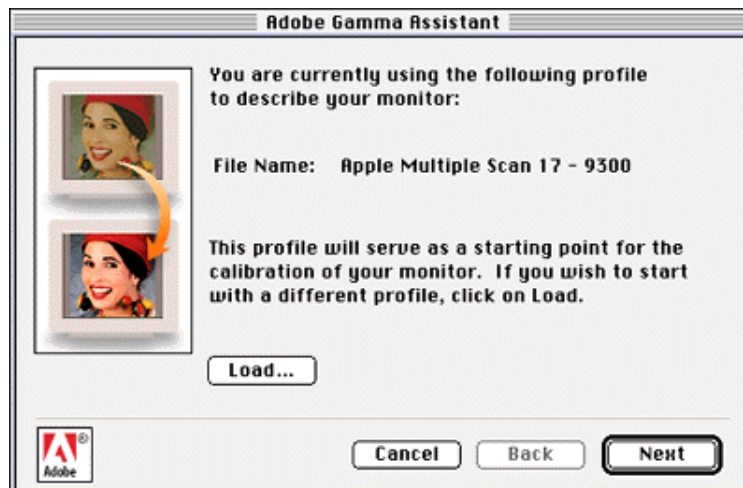 Adobe Gamma Assistant
You are currently using the following profile
to describe your monitor:
File Name: Apple Multiple Scan 17 - 9300
This profile will serve as a starting point for the
calibration of your monitor. If you wish to start
with a different profile, click on Load.
Load...
Adobe
Cancel Back Next